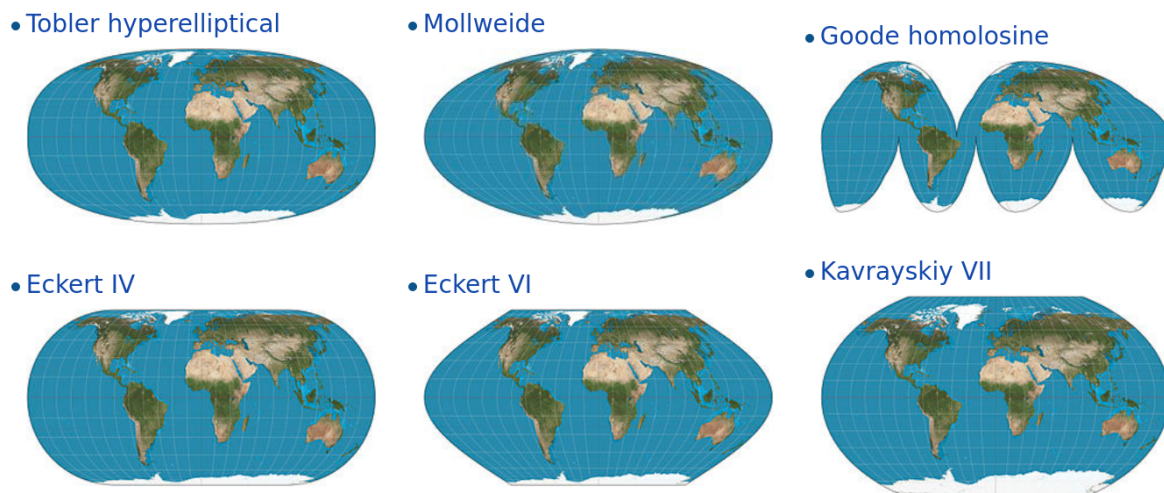 Tobler hyperelliptical
Mollweide
Goode homolosine
Eckert IV
Eckert VI
Kavrayskiy VII